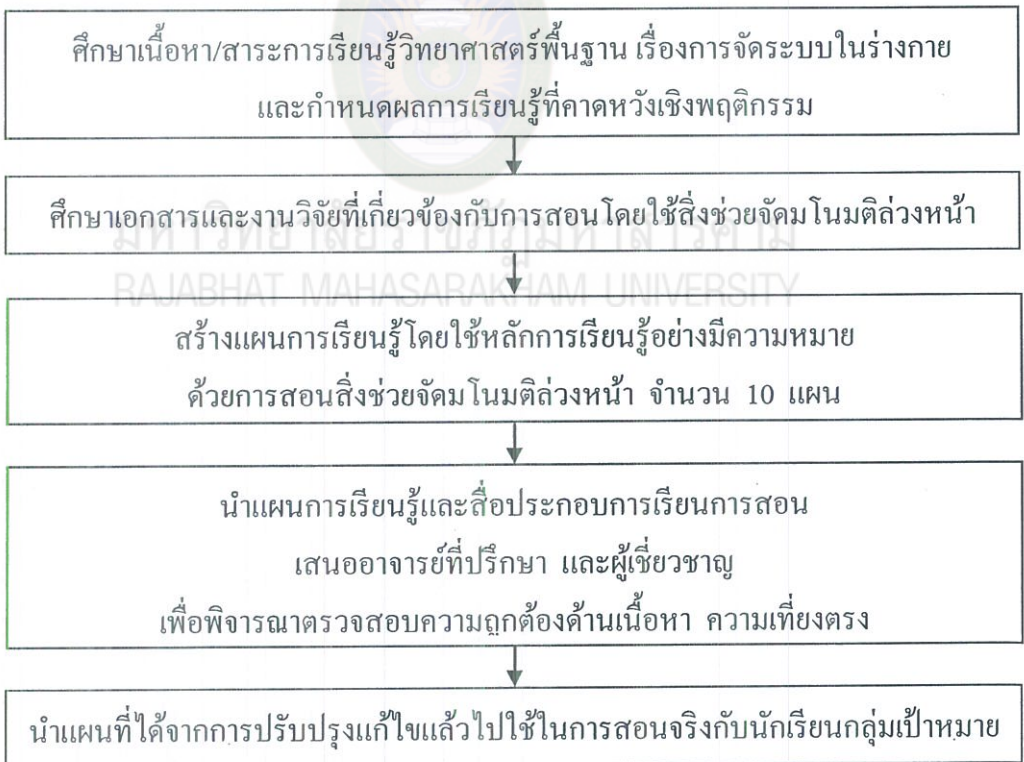 ศึกษาเนื้อหา/สาระการเรียนรู้วิทยาศาสตร์พื้นฐาน เรื่องการจัดระบบในร่างกาย
และกำหนดผลการเรียนรู้ที่คาดหวังเชิงพฤติกรรม
ศึกษาเอกสารและงานวิจัยที่เกี่ยวข้องกับการสอนโดยใช้สิ่งช่วยจัดมโนมติล่วงหน้า
มหาวิทยาลัยราชภัฏมหาสารคาม
RAJABHAT MAHASARAKHAM UNIVERSITY
สร้างแผนการเรียนรู้โดยใช้หลักการเรียนรู้อย่างมีความหมาย
ด้วยการสอนสิ่งช่วยจัดมโนมติล่วงหน้า จำนวน 10 แผน
นำแผนการเรียนรู้และสื่อประกอบการเรียนการสอน
เสนออาจารย์ที่ปรึกษา และผู้เชี่ยวชาญ
เพื่อพิจารณาตรวจสอบความถูกต้องด้านเนื้อหา ความเที่ยงตรง
นำแผนที่ได้จากการปรับปรุงแก้ไขแล้วไปใช้ในการสอนจริงกับนักเรียนกลุ่มเป้าหมาย